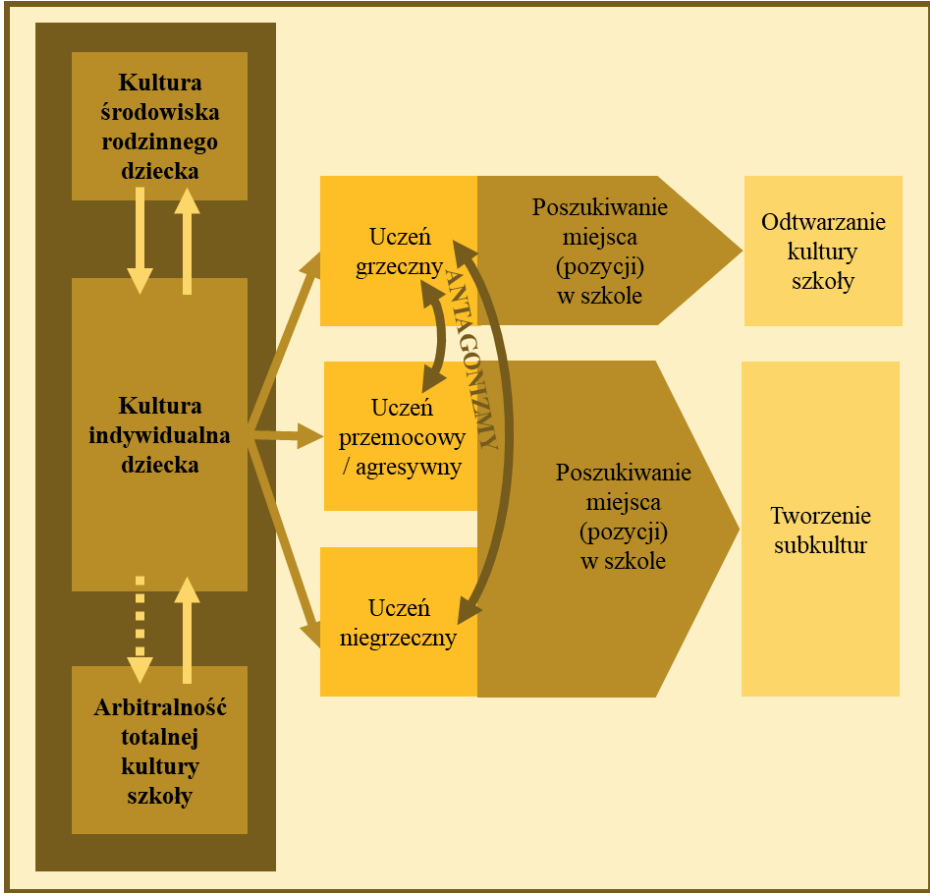 Kultura
środowiska
rodzinnego
dziecka
Kultura
indywidualna
dziecka
Arbitralność
totalnej
kultury
szkoły
Uczeń
grzeczny
Uczeń
przemocowy
/ agresywny
Uczeń
niegrzeczny
ANTAGONIZMY
Poszukiwanie
miejsca
(pozycji)
w szkole
Poszukiwanie
miejsca
(pozycji)
w szkole
Odtwarzanie
kultury
szkoły
Tworzenie
subkultur